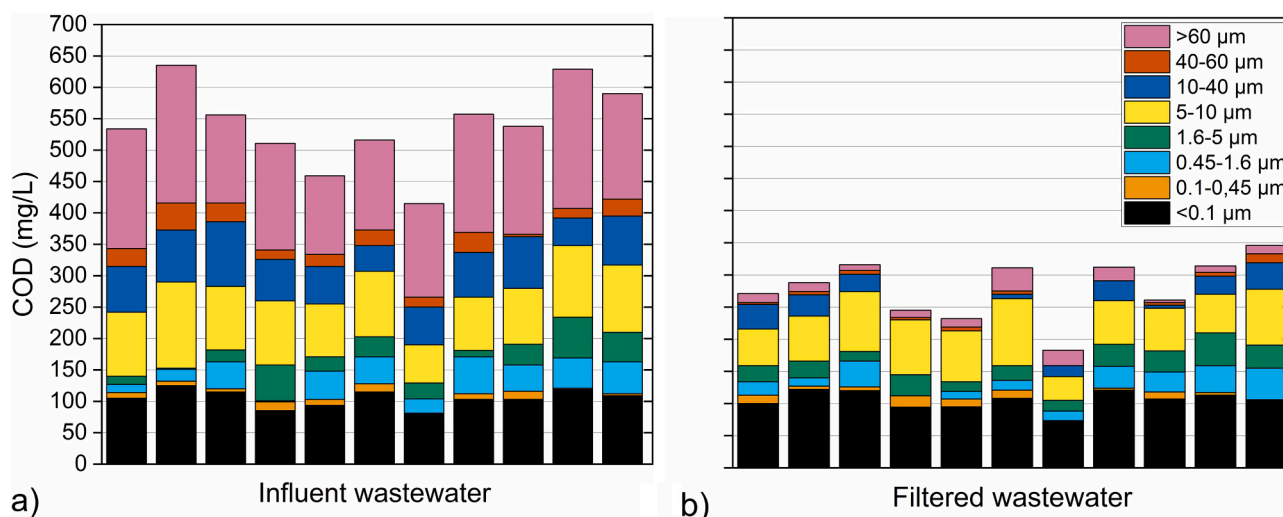 COD (mg/L)
700
650
600
550
500
450
400
350
300
250
200
150
100
50
0
a)
Influent wastewater
>60 µm
40-60 µm
10-40 µm
5-10 µm
1.6-5 µm
0.45-1.6 µm
0.1-0,45 µm
<0.1 µm
b)
Filtered wastewater